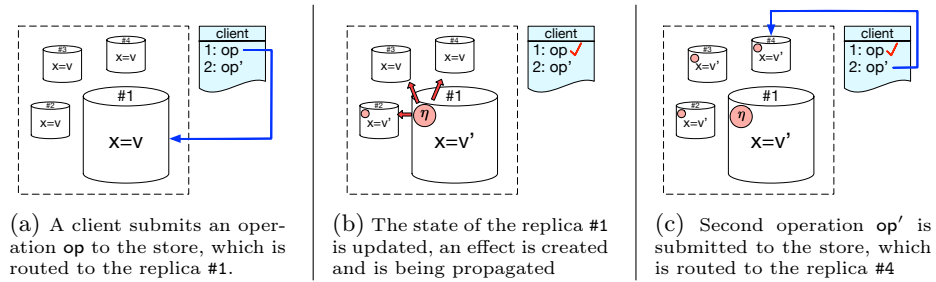 #3
x=v
#4
x=v
#2
x=v
#1
x=v
client
1: op
2: op’
(a) A client submits an oper-
ation op to the store, which is
routed to the replica #1.
#3
x=v
#4
x=v
#2
x=v’
#1
η
x=v’
client
1: op✓
2: op’
(b) The state of the replica #1
is updated, an effect is created
and is being propagated
#3
x=v’
#4
x=v’
#2
x=v’
#1
η
x=v’
client
1: op✓
2: op’
(c) Second operation op′ is
submitted to the store, which
is routed to the replica #4